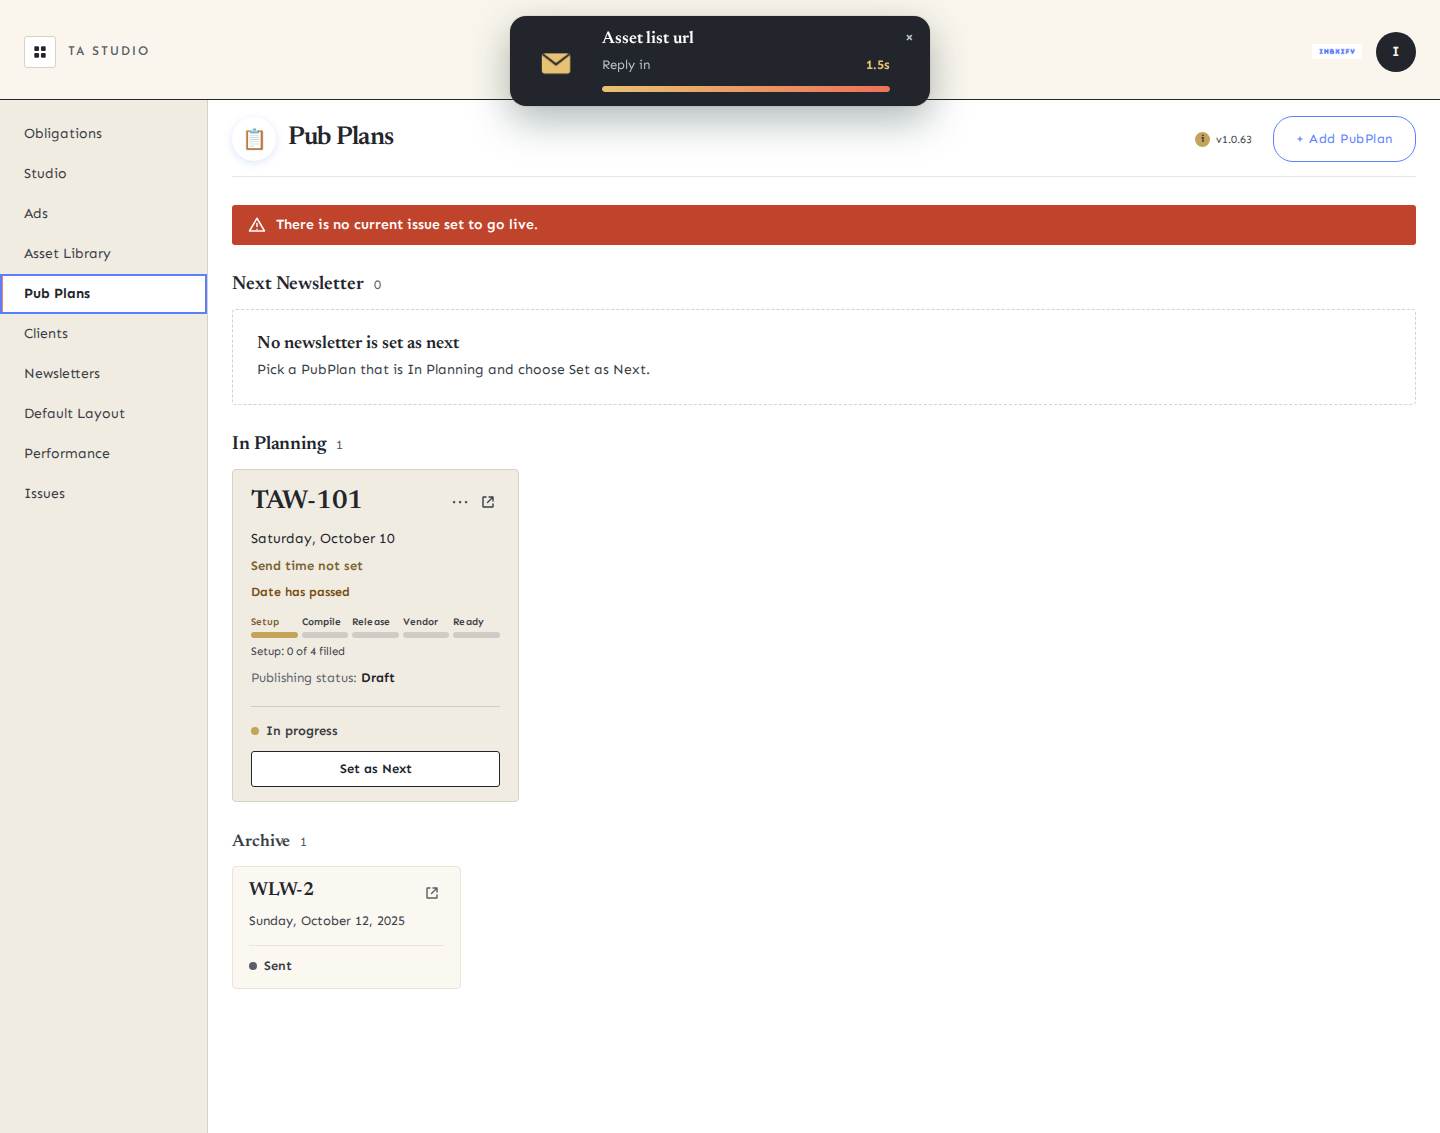 TA STUDIO
Asset list url
×
Reply in
1.5s
INBXIFY
I
Obligations
Studio
Ads
Asset Library
Pub Plans
Clients
Newsletters
Default Layout
Performance
Issues
Pub Plans
i
v1.0.63
+ Add PubPlan
There is no current issue set to go live.
Next Newsletter 0
No newsletter is set as next
Pick a PubPlan that is In Planning and choose Set as Next.
In Planning 1
TAW-101
Saturday, October 10
Send time not set
Date has passed
Setup Compile Release Vendor Ready
Setup: 0 of 4 filled
Publishing status: Draft
In progress
Set as Next
Archive 1
WLW-2
Sunday, October 12, 2025
Sent